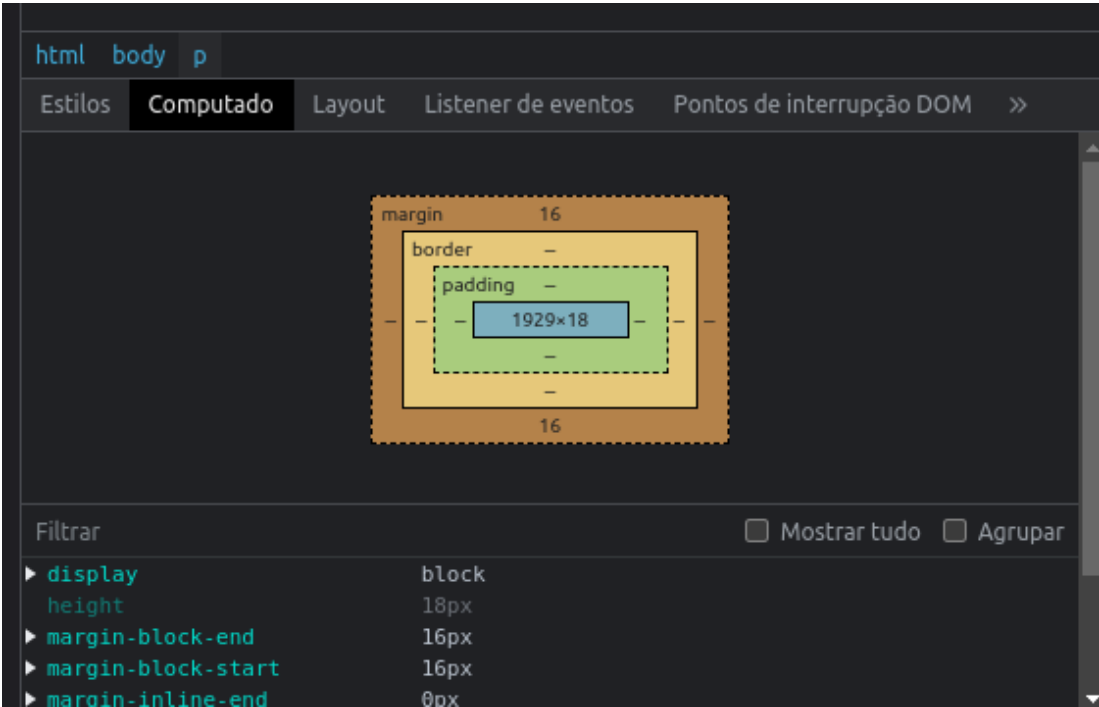 html body p
Estilos Computado Layout Listener de eventos Pontos de interrupção DOM »
margin 16
border –
padding –
– – – 1929×18 – – –
–
–
16
Filtrar Mostrar tudo Agrupar
display block
height 18px
margin-block-end 16px
margin-block-start 16px
margin-inline-end 0px